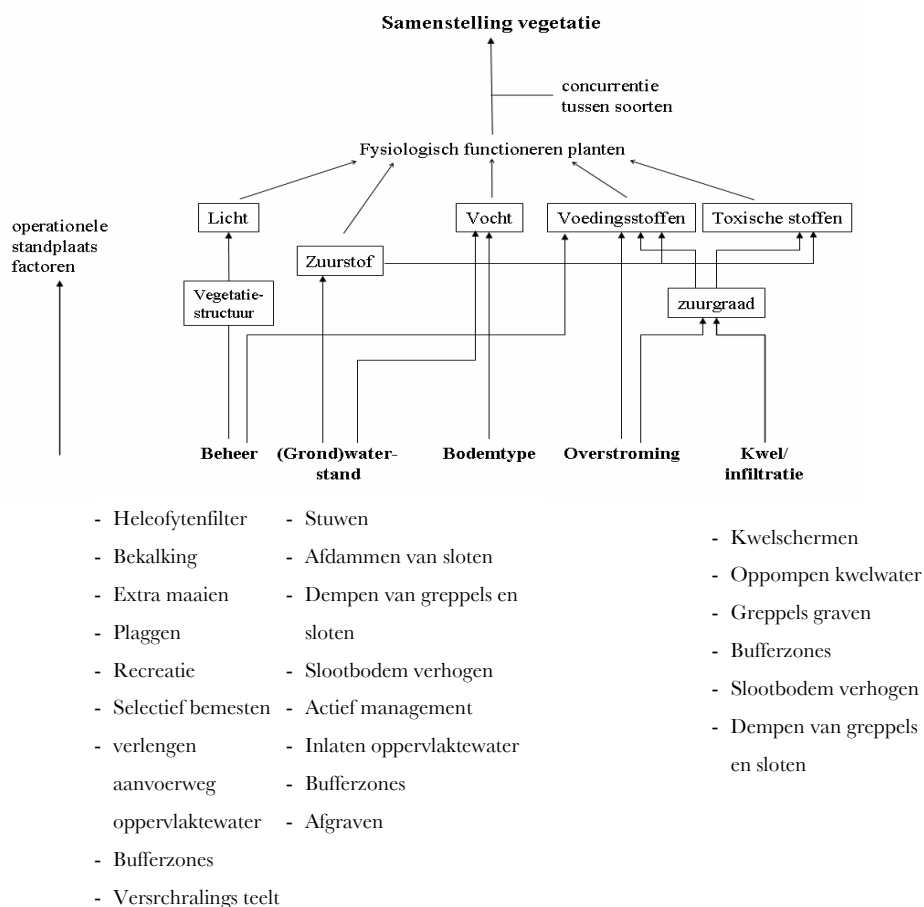 Samenstelling vegetatie
concurrentie
tussen soorten
Fysiologisch functioneren planten
operationele
standplaats
factoren
Licht
Vocht
Voedingsstoffen
Toxische stoffen
Zuurstof
Vegetatie-
structuur
zuurgraad
Beheer
(Grond)water-
stand
Bodemtype
Overstroming
Kwel/
infiltratie
- Heleofytenfilter
- Bekalking
- Extra maaien
- Plaggen
- Recreatie
- Selectief bemesten
- verlengen
aanvoerweg
oppervlaktewater
- Bufferzones
- Versrchralings teelt
- Stuwen
- Afdammen van sloten
- Dempen van greppels en
sloten
- Slootbodem verhogen
- Actief management
- Inlaten oppervlaktewater
- Bufferzones
- Afgraven
- Kwelschermen
- Oppompen kwelwater
- Greppels graven
- Bufferzones
- Slootbodem verhogen
- Dempen van greppels
en sloten